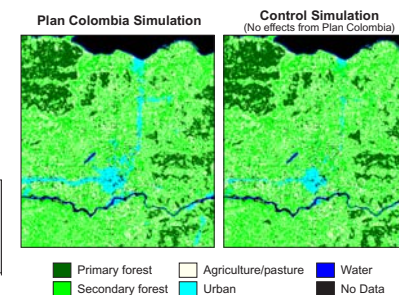 Plan Colombia Simulation
Control Simulation
(No effects from Plan Colombia)
Primary forest
Agriculture/pasture
Water
Secondary forest
Urban
No Data